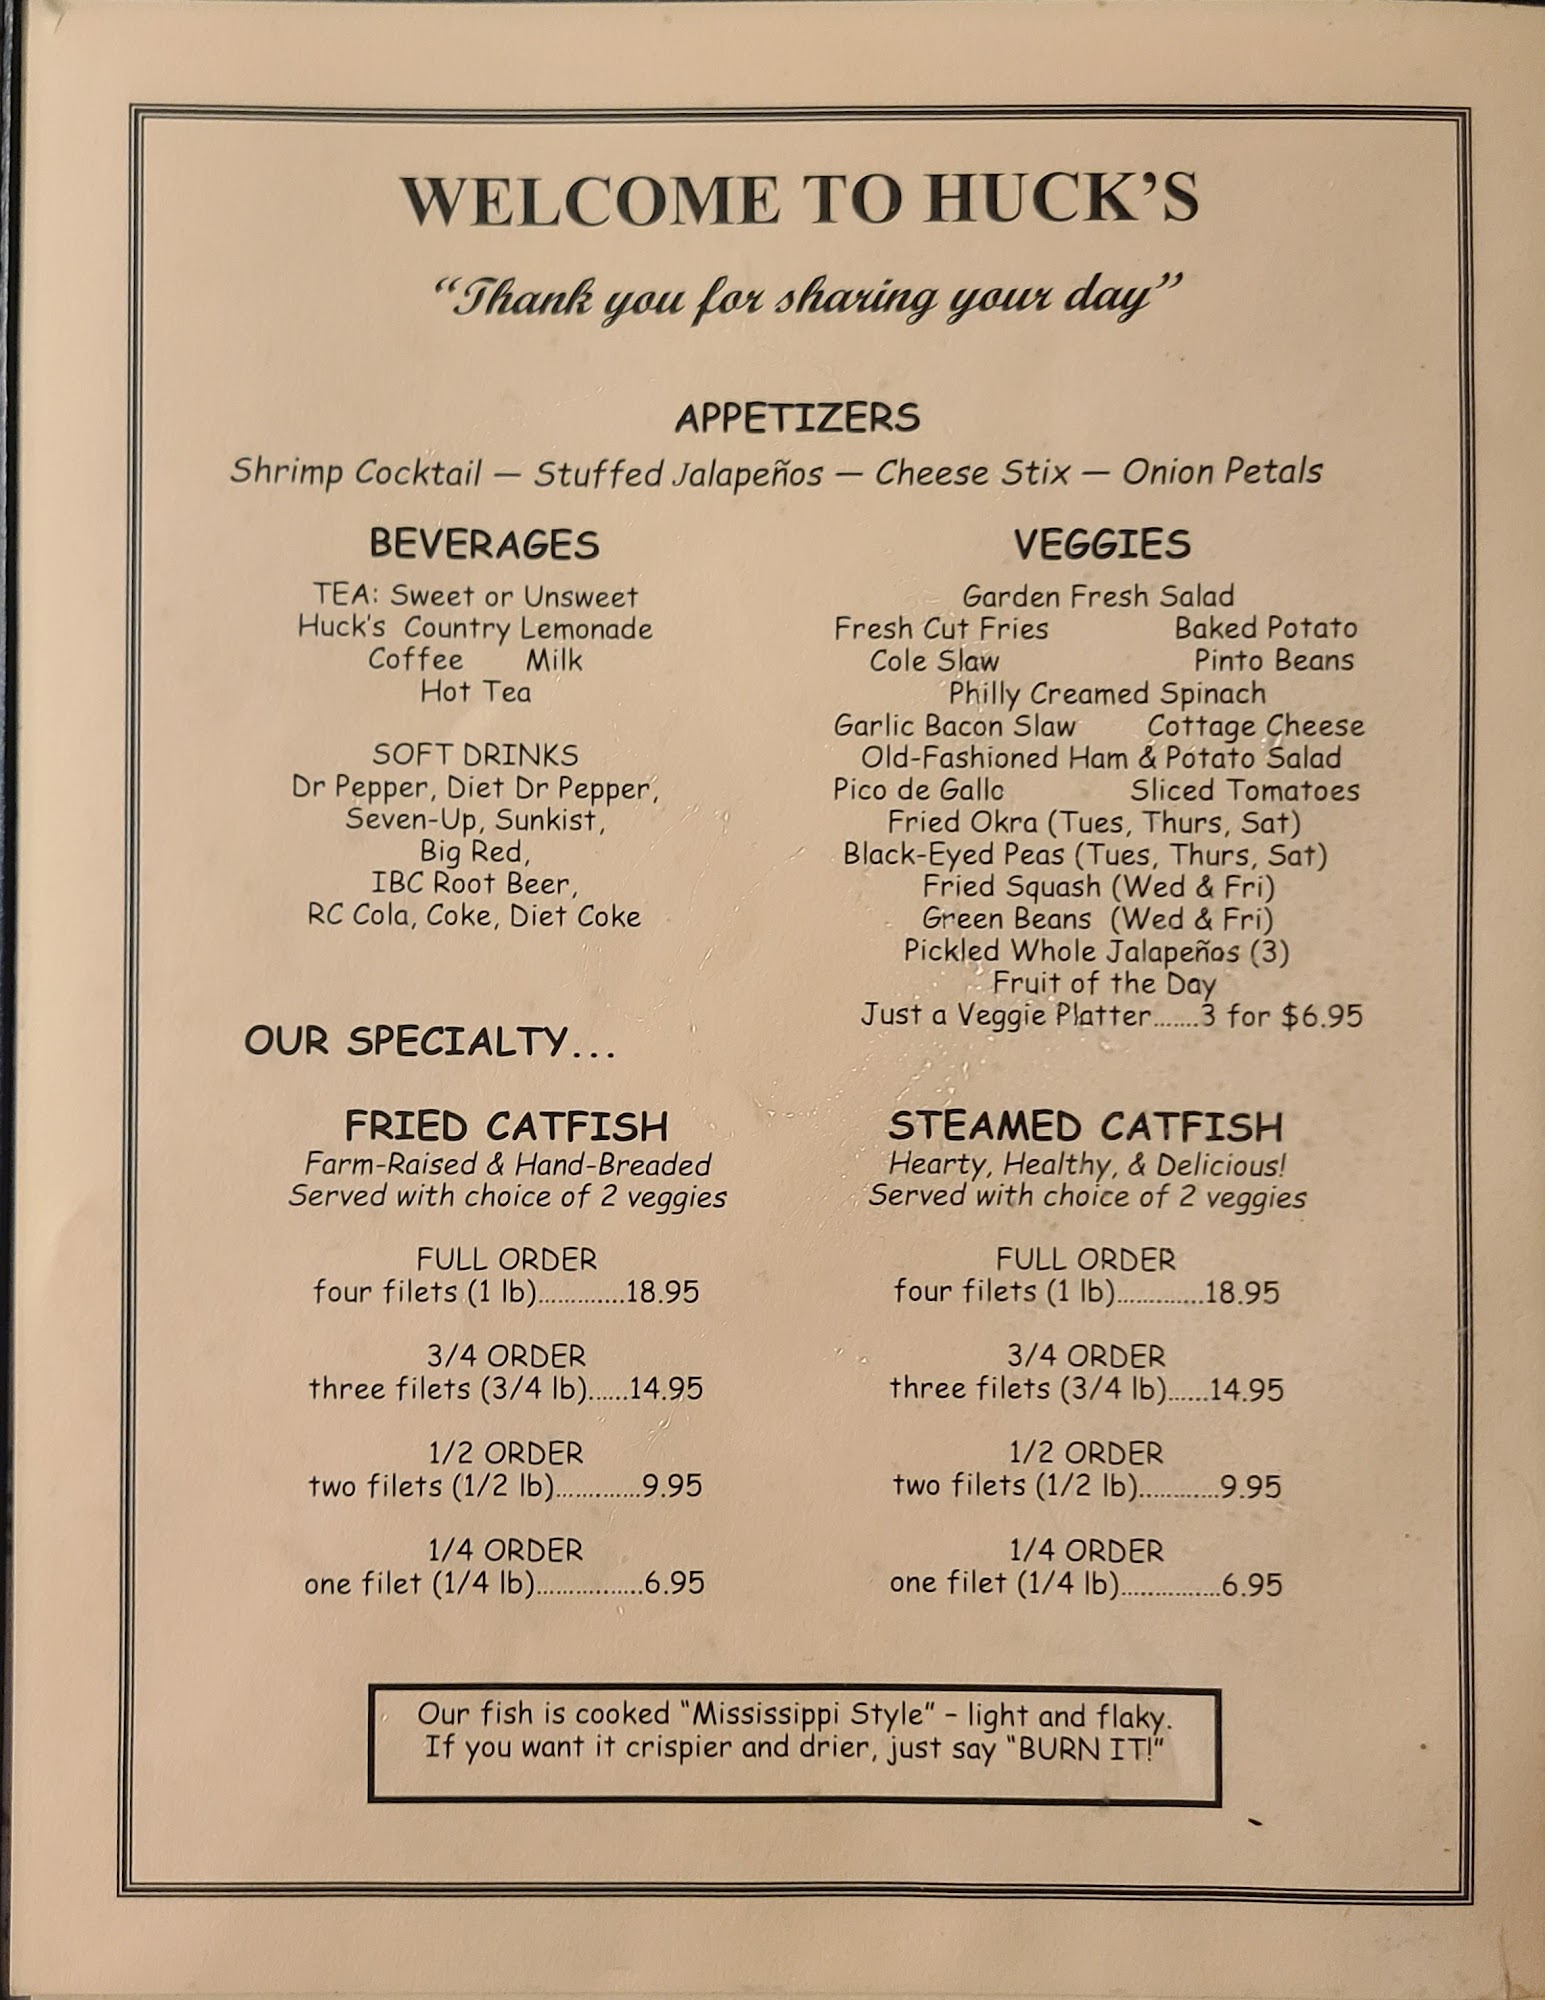 WELCOME TO HUCK'S
"Thank you for sharing your day"
APPETIZERS
Shrimp Cocktail — Stuffed Jalapeños — Cheese Stix — Onion Petals
BEVERAGES
TEA: Sweet or Unsweet
Huck's Country Lemonade
Coffee Milk
Hot Tea
SOFT DRINKS
Dr Pepper, Diet Dr Pepper,
Seven-Up, Sunkist,
Big Red,
IBC Root Beer,
RC Cola, Coke, Diet Coke
VEGGIES
Garden Fresh Salad
Fresh Cut Fries Baked Potato
Cole Slaw Pinto Beans
Philly Creamed Spinach
Garlic Bacon Slaw Cottage Cheese
Old-Fashioned Ham & Potato Salad
Pico de Gallo Sliced Tomatoes
Fried Okra (Tues, Thurs, Sat)
Black-Eyed Peas (Tues, Thurs, Sat)
Fried Squash (Wed & Fri)
Green Beans (Wed & Fri)
Pickled Whole Jalapeños (3)
Fruit of the Day
Just a Veggie Platter.......3 for $6.95
OUR SPECIALTY...
FRIED CATFISH
Farm-Raised & Hand-Breaded
Served with choice of 2 veggies
FULL ORDER
four filets (1 lb).............18.95
3/4 ORDER
three filets (3/4 lb)......14.95
1/2 ORDER
two filets (1/2 lb).............9.95
1/4 ORDER
one filet (1/4 lb)................6.95
STEAMED CATFISH
Hearty, Healthy, & Delicious!
Served with choice of 2 veggies
FULL ORDER
four filets (1 lb).............18.95
3/4 ORDER
three filets (3/4 lb)......14.95
1/2 ORDER
two filets (1/2 lb)............9.95
1/4 ORDER
one filet (1/4 lb)...............6.95
Our fish is cooked "Mississippi Style" – light and flaky.
If you want it crispier and drier, just say "BURN IT!"